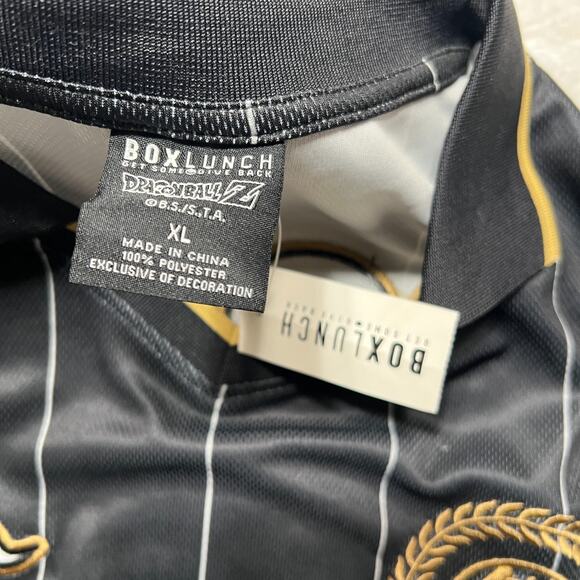 BOXLUNCH
GET SOME GIVE BACK
DRAGONBALL Z
©B.S./S.,T.A.
XL
MADE IN CHINA
100% POLYESTER
EXCLUSIVE OF DECORATION
BOXLUNCH
GET SOME GIVE BACK